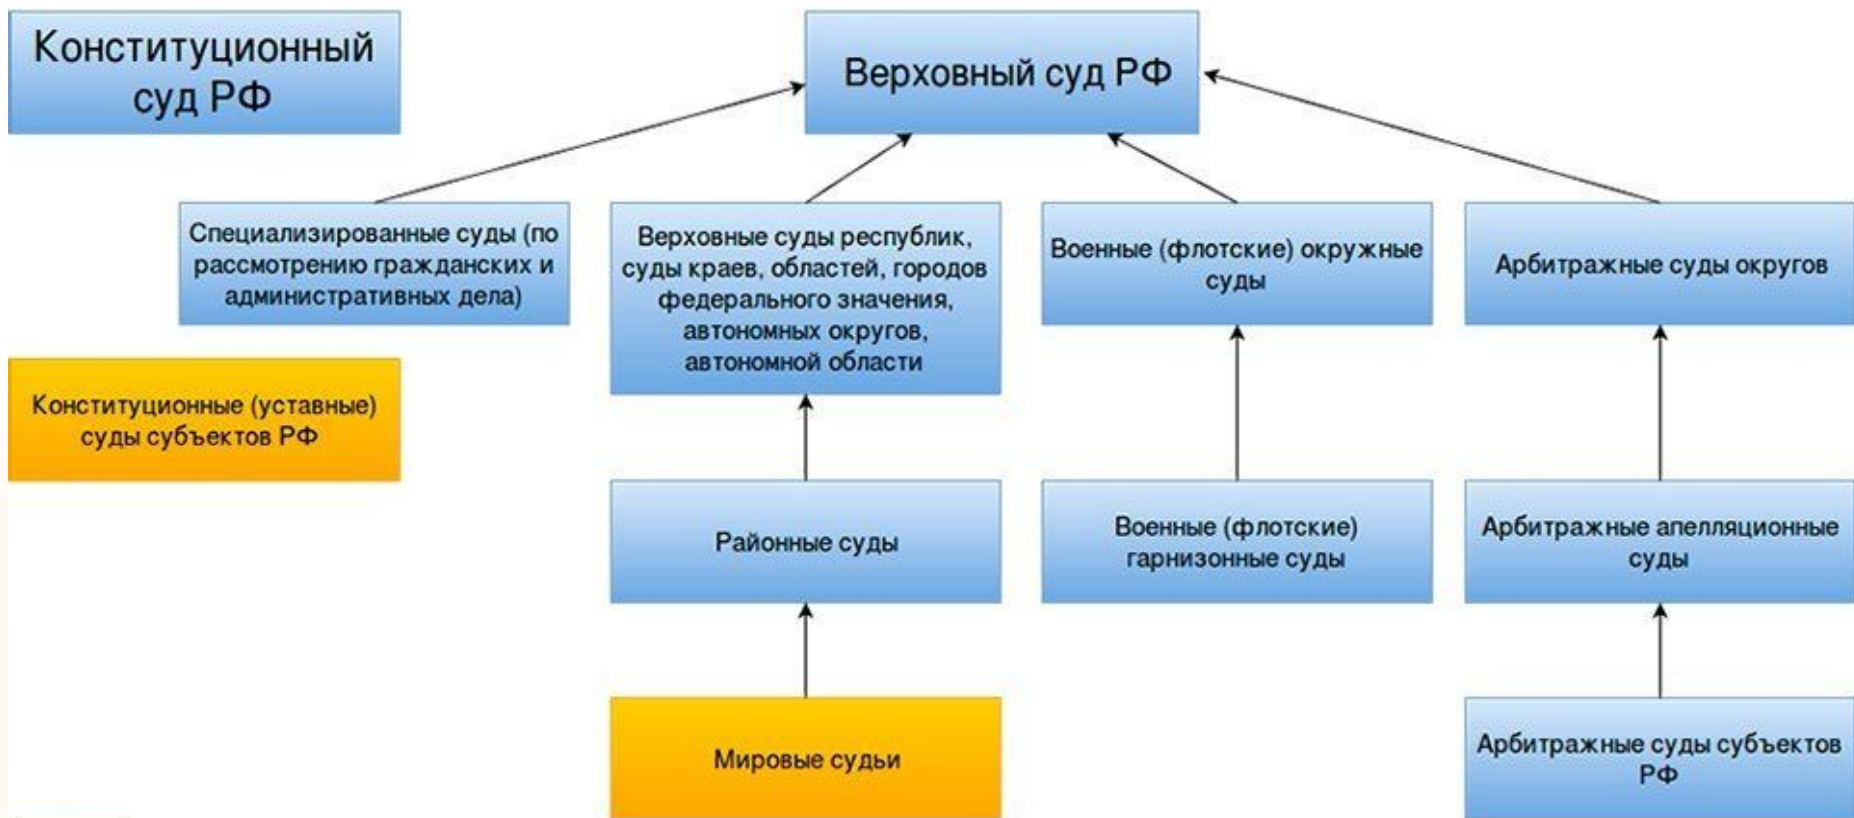 Конституционный
суд РФ
Верховный суд РФ
Специализированные суды (по
рассмотрению гражданских и
административных дела)
Верховные суды республик,
суды краев, областей, городов
федерального значения,
автономных округов,
автономной области
Военные (флотские) окружные
суды
Арбитражные суды округов
Конституционные (уставные)
суды субъектов РФ
Районные суды
Военные (флотские)
гарнизонные суды
Арбитражные апелляционные
суды
Мировые судьи
Арбитражные суды субъектов
РФ